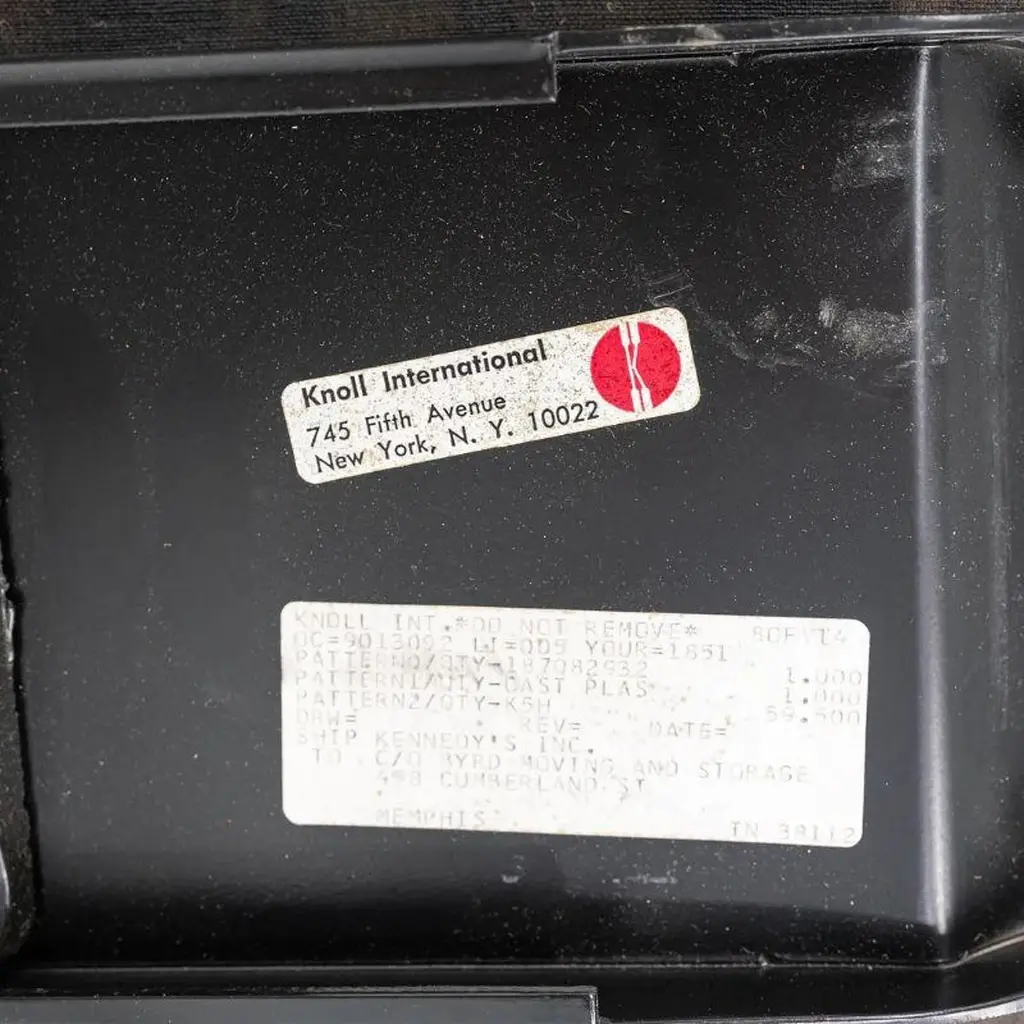 Knoll International
745 Fifth Avenue
New York, N. Y. 10022
KNOLL INT.*DO NOT REMOVE*
OC=9013092 LI=005 YOUR=1851
PATTERN0/QTY- 1.000
PATTERN1/QTY-CAST PLAS 1.000
PATTERN2/QTY-K5H 59.500
DRW= REV= DATE=
SHIP KENNEDY'S INC.
TO C/O BYRD MOVING AND STORAGE
498 CUMBERLAND ST
MEMPHIS TN 38112